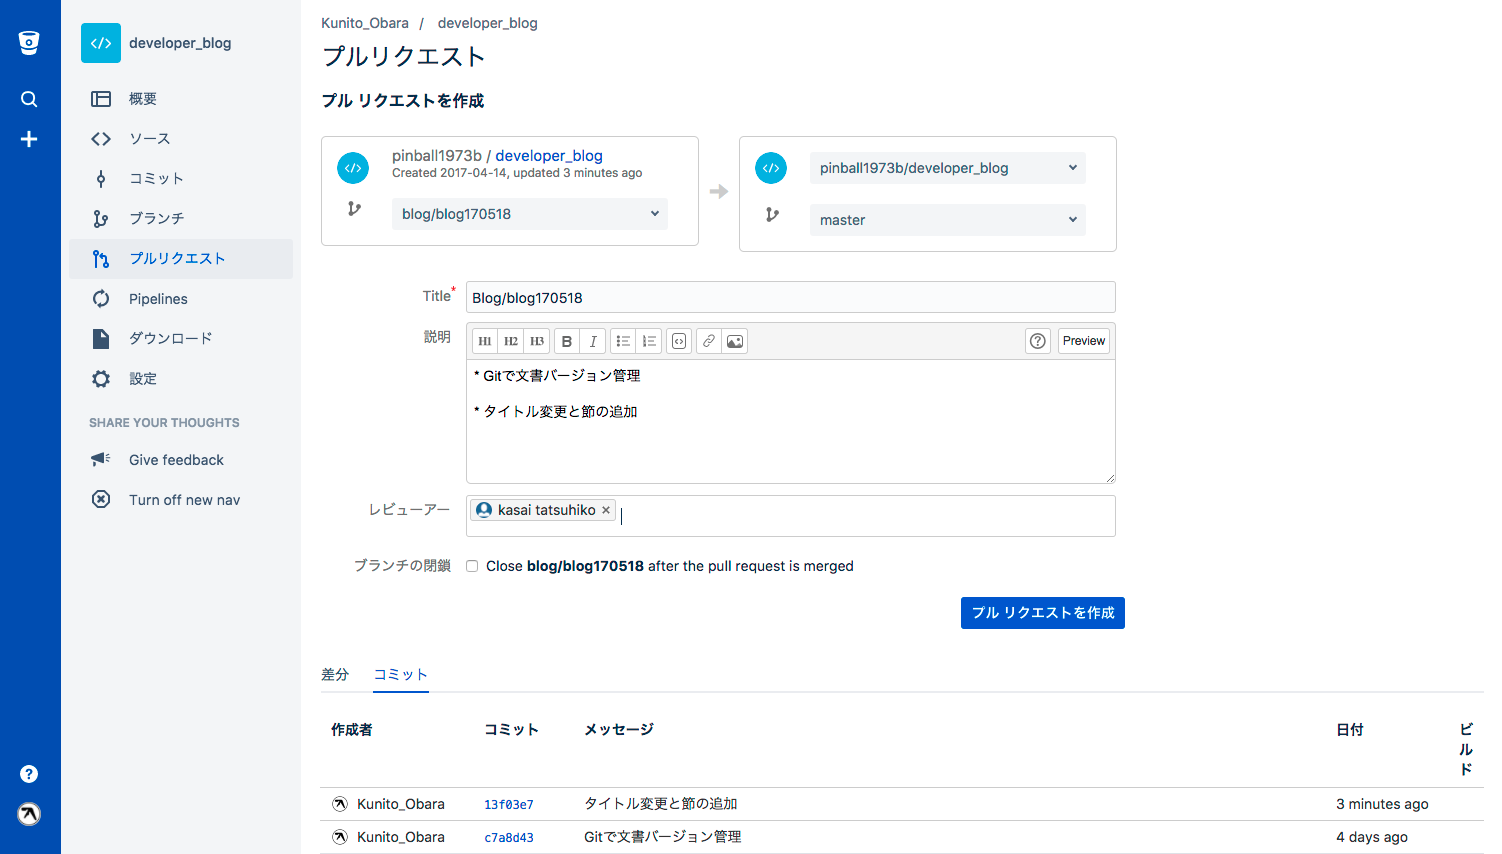 developer_blog
概要
ソース
コミット
ブランチ
プルリクエスト
Pipelines
ダウンロード
設定
SHARE YOUR THOUGHTS
Give feedback
Turn off new nav
Kunito_Obara / developer_blog
プルリクエスト
プル リクエストを作成
pinball1973b / developer_blog
Created 2017-04-14, updated 3 minutes ago
blog/blog170518
pinball1973b/developer_blog
master
Title* Blog/blog170518
説明 H1 H2 H3 B I Preview
* Gitで文書バージョン管理
* タイトル変更と節の追加
レビューアー kasai tatsuhiko ×
ブランチの閉鎖 Close blog/blog170518 after the pull request is merged
プル リクエストを作成
差分 コミット
作成者 コミット メッセージ 日付 ビルド
Kunito_Obara 13f03e7 タイトル変更と節の追加 3 minutes ago
Kunito_Obara c7a8d43 Gitで文書バージョン管理 4 days ago